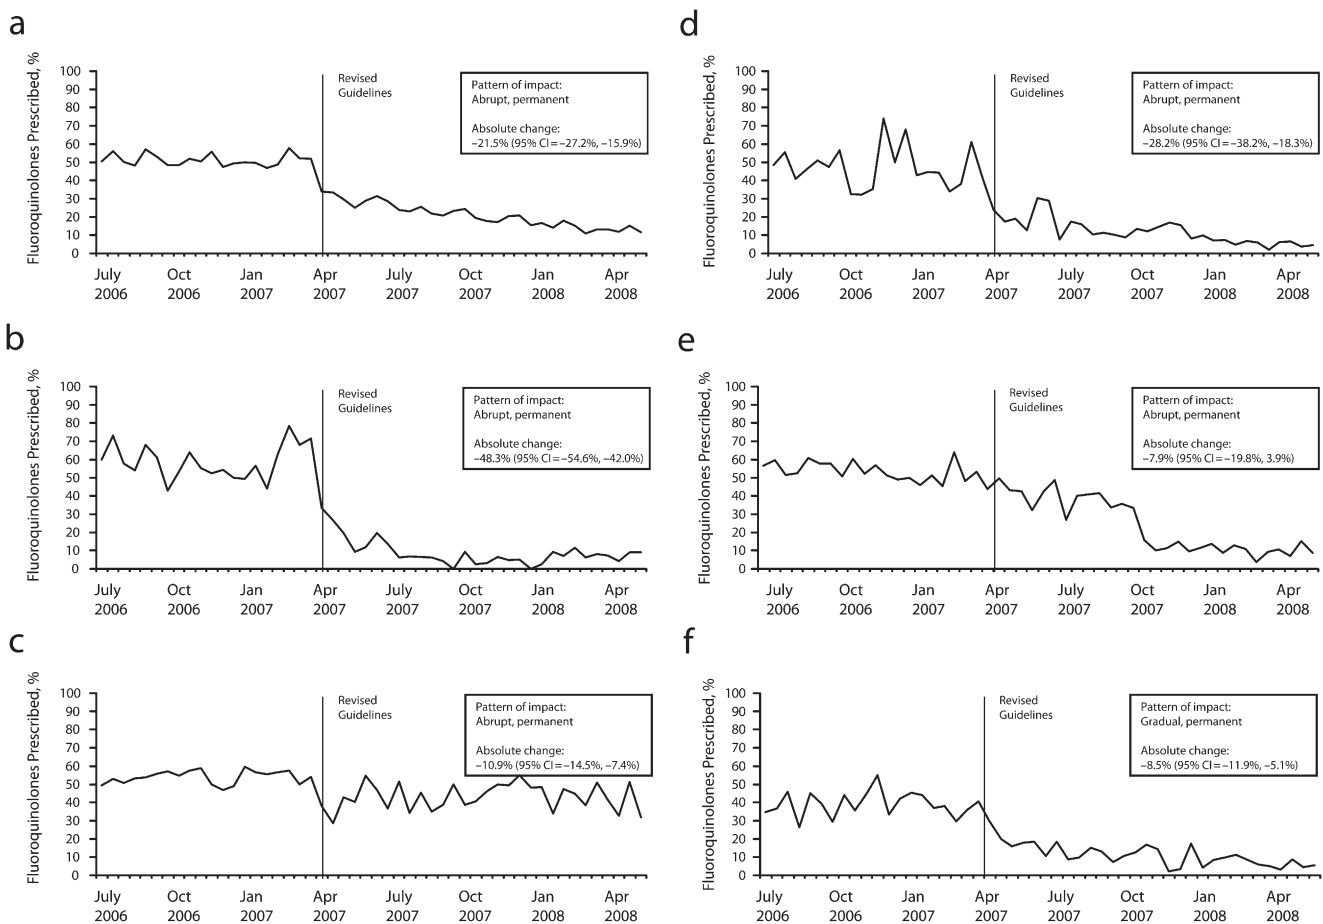 a
Fluoroquinolones Prescribed, %
100
90
80
70
60
50
40
30
20
10
0
Revised
Guidelines
Pattern of impact:
Abrupt, permanent
Absolute change:
–21.5% (95% CI = –27.2%, –15.9%)
July Oct Jan Apr July Oct Jan Apr
2006 2006 2007 2007 2007 2007 2008 2008
d
Fluoroquinolones Prescribed, %
100
90
80
70
60
50
40
30
20
10
0
Revised
Guidelines
Pattern of impact:
Abrupt, permanent
Absolute change:
–28.2% (95% CI = –38.2%, –18.3%)
July Oct Jan Apr July Oct Jan Apr
2006 2006 2007 2007 2007 2007 2008 2008
b
Fluoroquinolones Prescribed, %
100
90
80
70
60
50
40
30
20
10
0
Revised
Guidelines
Pattern of impact:
Abrupt, permanent
Absolute change:
–48.3% (95% CI = –54.6%, –42.0%)
July Oct Jan Apr July Oct Jan Apr
2006 2006 2007 2007 2007 2007 2008 2008
e
Fluoroquinolones Prescribed, %
100
90
80
70
60
50
40
30
20
10
0
Revised
Guidelines
Pattern of impact:
Abrupt, permanent
Absolute change:
–7.9% (95% CI = –19.8%, 3.9%)
July Oct Jan Apr July Oct Jan Apr
2006 2006 2007 2007 2007 2007 2008 2008
c
Fluoroquinolones Prescribed, %
100
90
80
70
60
50
40
30
20
10
0
Revised
Guidelines
Pattern of impact:
Abrupt, permanent
Absolute change:
–10.9% (95% CI = –14.5%, –7.4%)
July Oct Jan Apr July Oct Jan Apr
2006 2006 2007 2007 2007 2007 2008 2008
f
Fluoroquinolones Prescribed, %
100
90
80
70
60
50
40
30
20
10
0
Revised
Guidelines
Pattern of impact:
Gradual, permanent
Absolute change:
–8.5% (95% CI = –11.9%, –5.1%)
July Oct Jan Apr July Oct Jan Apr
2006 2006 2007 2007 2007 2007 2008 2008